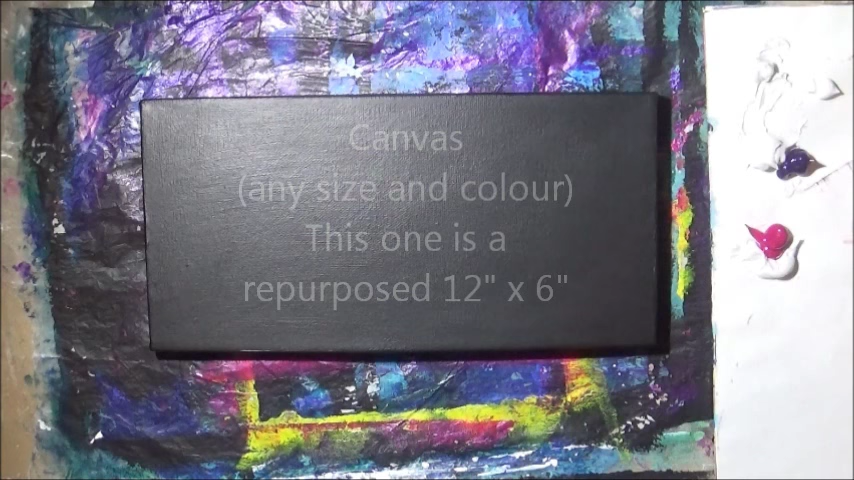 Canvas
(any size and colour)
This one is a
repurposed 12" x 6"